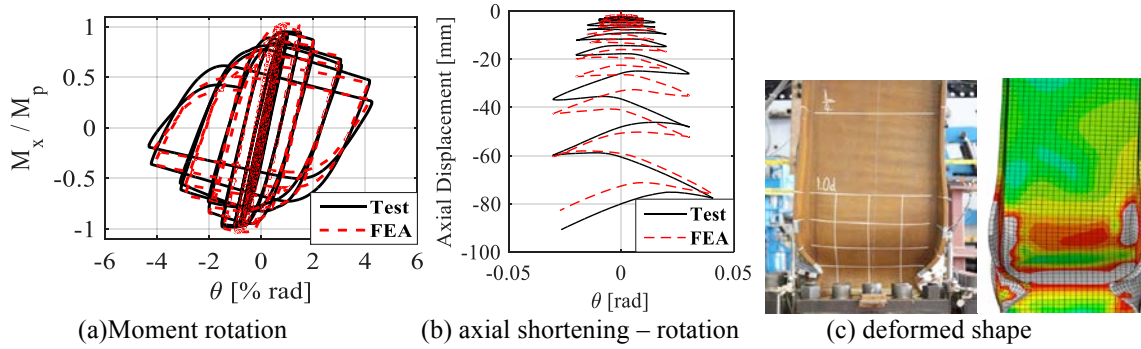 1
0.5
0
-0.5
-1
M_x / M_p
-6
-4
-2
0
2
4
6
θ [% rad]
Test
FEA
(a)Moment rotation
0
-20
-40
-60
-80
-100
Axial Displacement [mm]
-0.05
0
0.05
θ [rad]
Test
FEA
(b) axial shortening – rotation
1.0d
(c) deformed shape